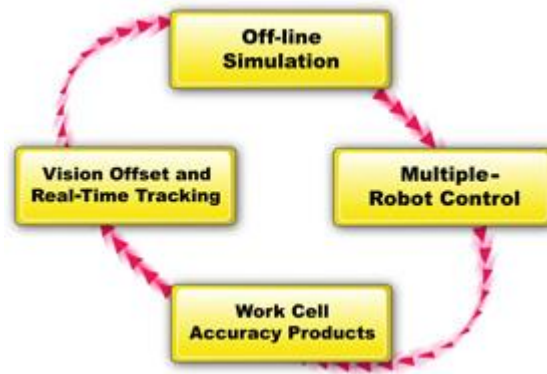 Off-line
Simulation
Multiple-
Robot Control
Work Cell
Accuracy Products
Vision Offset and
Real-Time Tracking